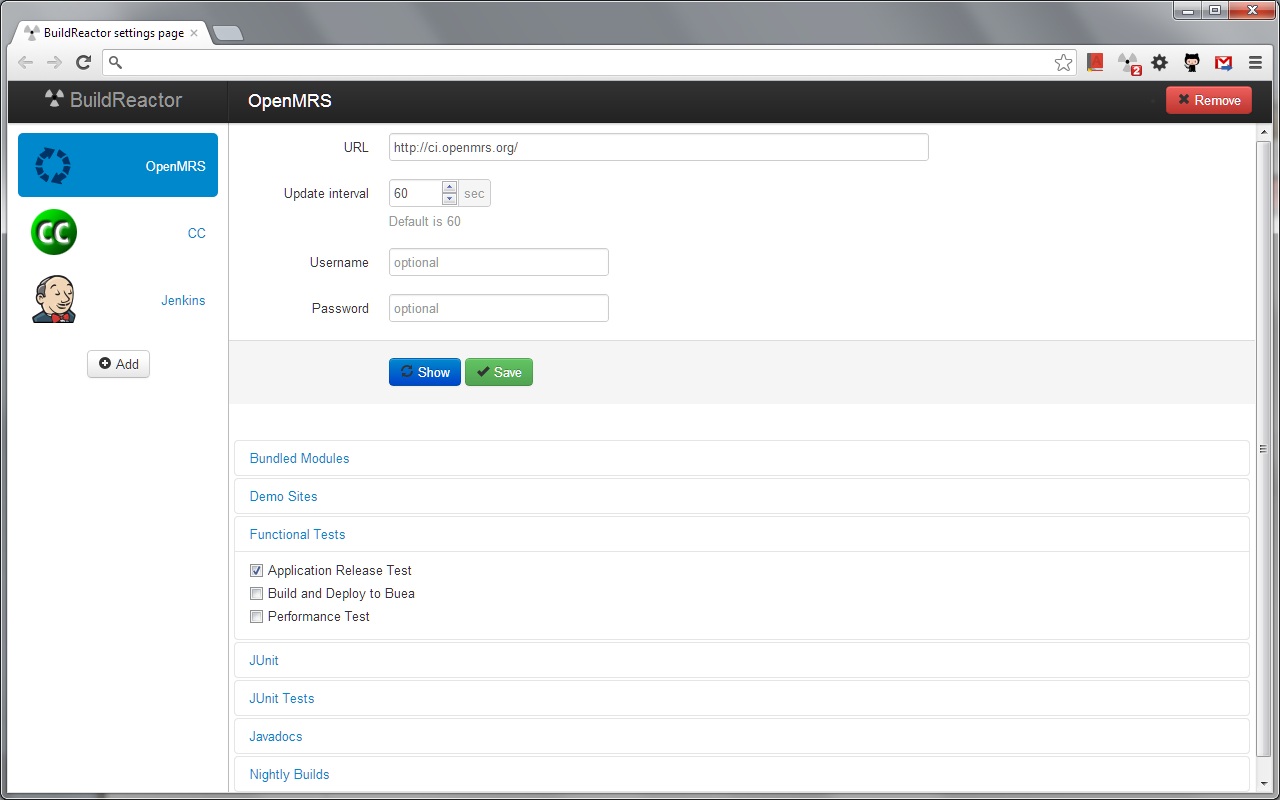 BuildReactor settings page
2
BuildReactor
OpenMRS
Remove
OpenMRS
CC
CC
Jenkins
Add
URL
http://ci.openmrs.org/
Update interval
60
sec
Default is 60
Username
optional
Password
optional
Show
Save
Bundled Modules
Demo Sites
Functional Tests
Application Release Test
Build and Deploy to Buea
Performance Test
JUnit
JUnit Tests
Javadocs
Nightly Builds